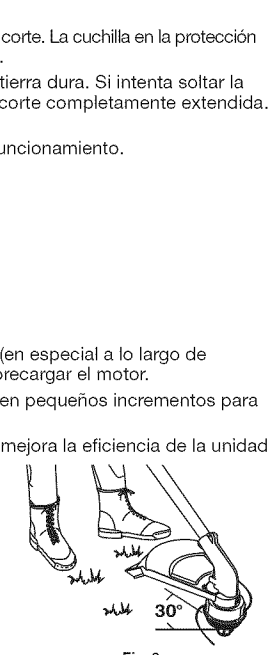 corte. La cuchilla en la protección
.
tierra dura. Si intenta soltar la
corte completamente extendida.
uncionamiento.
(en especial a lo largo de
orecargar el motor.
en pequeños incrementos para
mejora la eficiencia de la unidad
30°